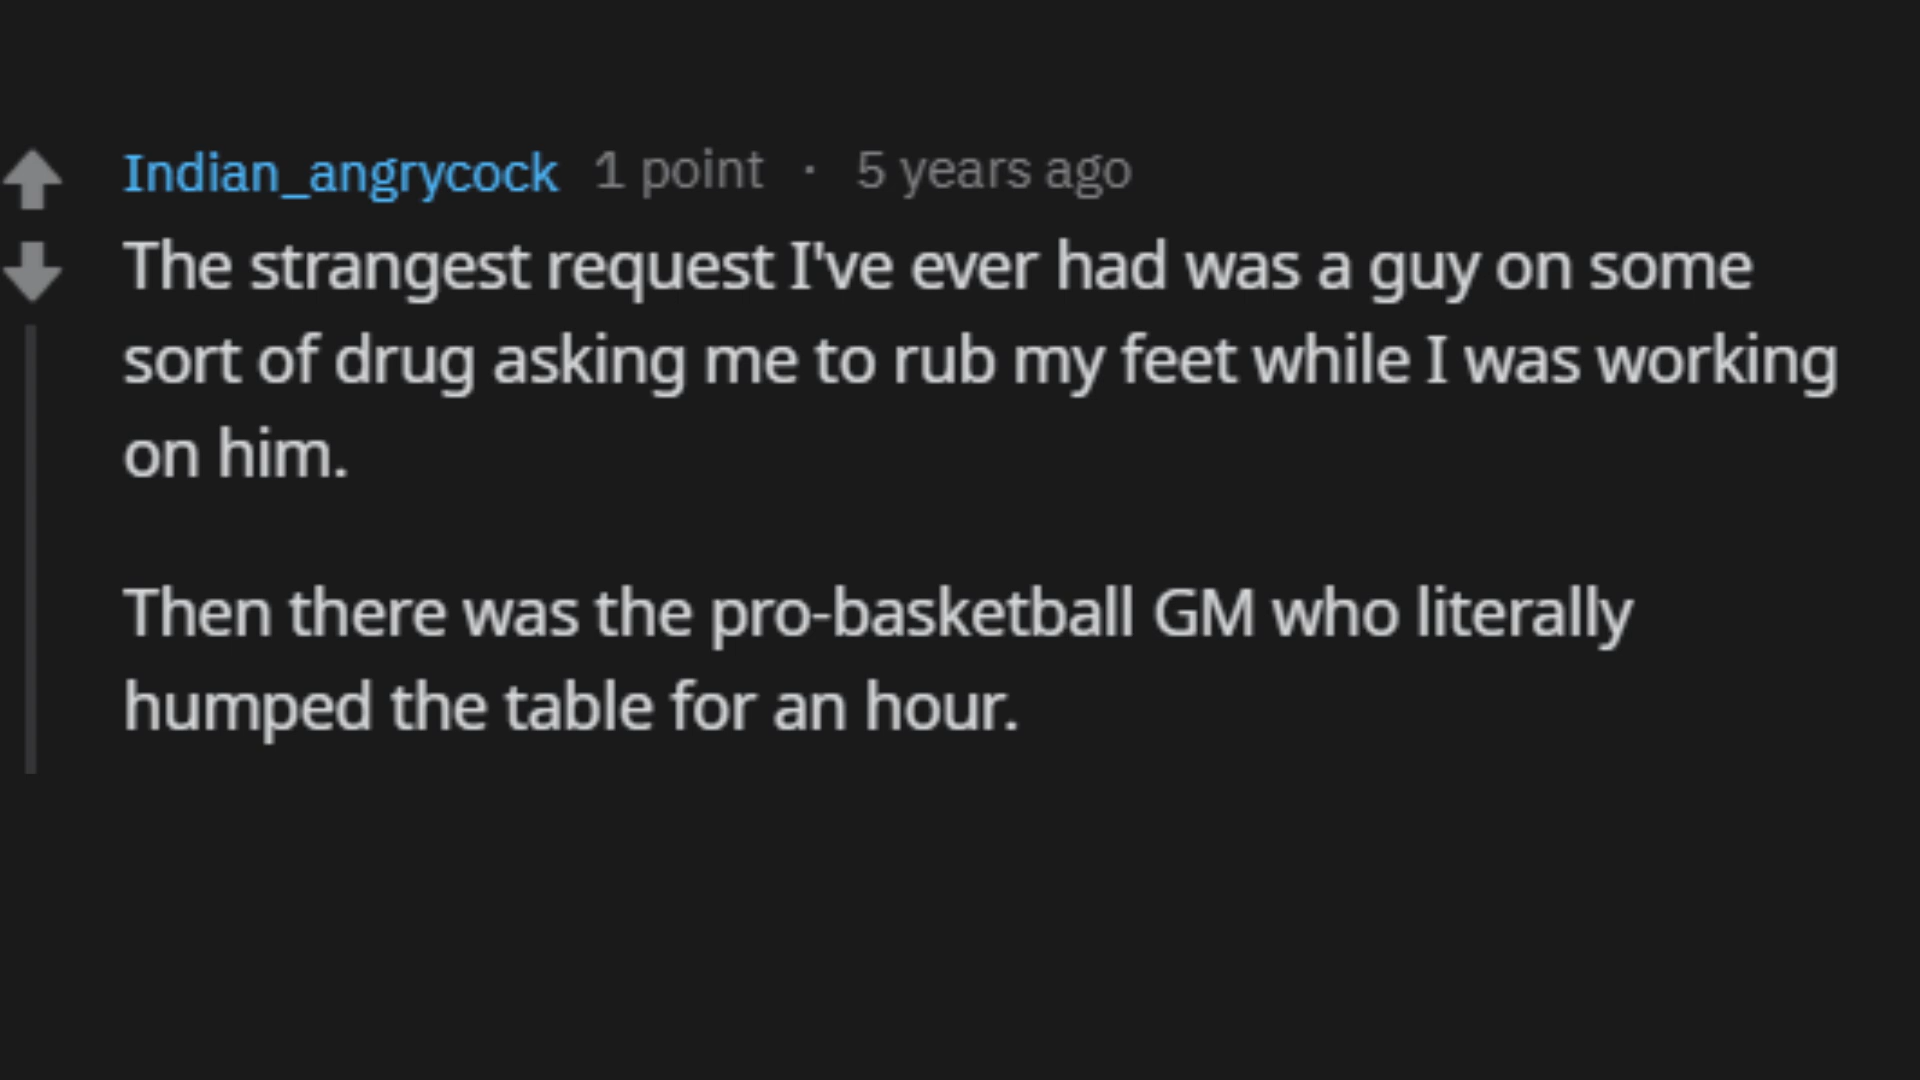 Indian_angrycock 1 point · 5 years ago
The strangest request I've ever had was a guy on some
sort of drug asking me to rub my feet while I was working
on him.
Then there was the pro-basketball GM who literally
humped the table for an hour.